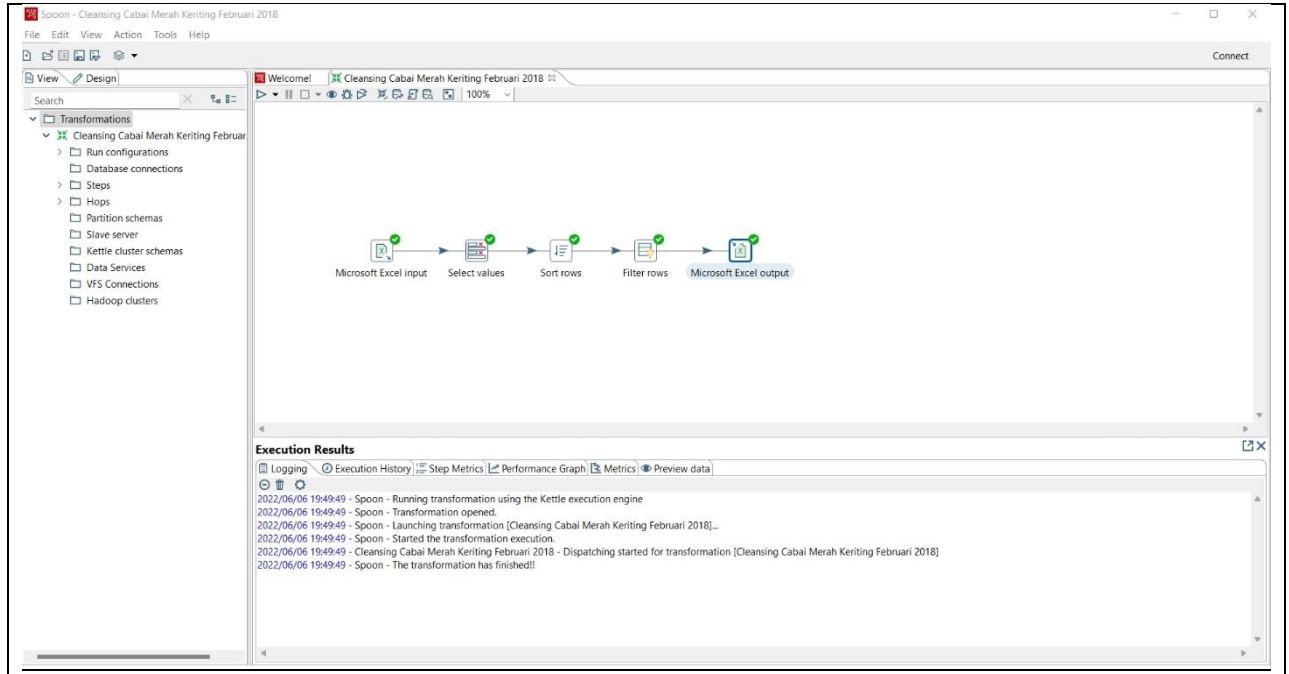 Spoon - Cleansing Cabai Merah Keriting Februari 2018
File Edit View Action Tools Help
Connect
View Design
Welcome! Cleansing Cabai Merah Keriting Februari 2018
Search
100%
Transformations
Cleansing Cabai Merah Keriting Februar
Run configurations
Database connections
Steps
Hops
Partition schemas
Slave server
Kettle cluster schemas
Data Services
VFS Connections
Hadoop clusters
Microsoft Excel input Select values Sort rows Filter rows Microsoft Excel output
Execution Results
Logging Execution History Step Metrics Performance Graph Metrics Preview data
2022/06/06 19:49:49 - Spoon - Running transformation using the Kettle execution engine
2022/06/06 19:49:49 - Spoon - Transformation opened.
2022/06/06 19:49:49 - Spoon - Launching transformation [Cleansing Cabai Merah Keriting Februari 2018]...
2022/06/06 19:49:49 - Spoon - Started the transformation execution.
2022/06/06 19:49:49 - Cleansing Cabai Merah Keriting Februari 2018 - Dispatching started for transformation [Cleansing Cabai Merah Keriting Februari 2018]
2022/06/06 19:49:49 - Spoon - The transformation has finished!!